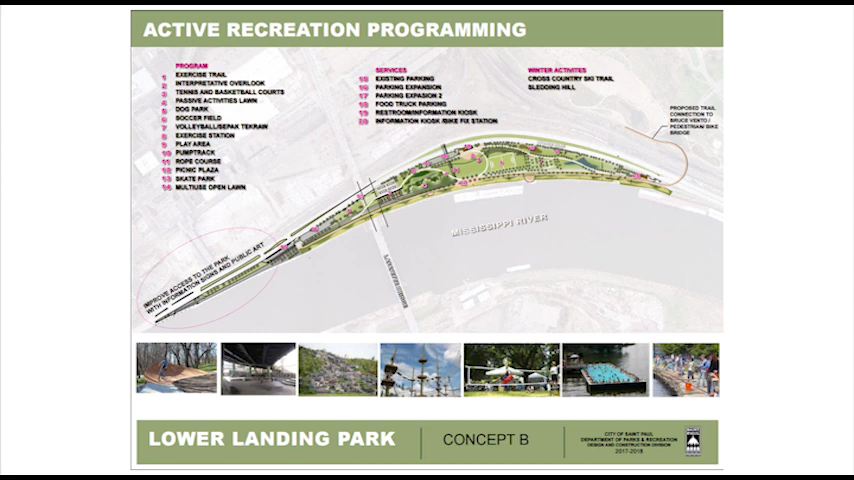 ACTIVE RECREATION PROGRAMMING
PROGRAM
1 EXERCISE TRAIL
2 INTERPRETATIVE OVERLOOK
3 TENNIS AND BASKETBALL COURTS
4 PASSIVE ACTIVITIES LAWN
5 DOG PARK
6 SOCCER FIELD
7 VOLLEYBALL/SEPAK TEKRAW
8 EXERCISE STATION
9 PLAY AREA
10 PUMPTRACK
11 ROPE COURSE
12 PICNIC PLAZA
13 SKATE PARK
14 MULTIUSE OPEN LAWN
SERVICES
15 EXISTING PARKING
16 PARKING EXPANSION
17 PARKING EXPASION 2
18 FOOD TRUCK PARKING
19 RESTROOM/INFORMATION KIOSK
20 INFORMATION KIOSK /BIKE FIX STATION
WINTER ACTIVITES
CROSS COUNTRY SKI TRAIL
SLEDDING HILL
PROPOSED TRAIL
CONNECTION TO
BRUCE VENTO /
PEDESTRIAN/BIKE
BRIDGE
MISSISSIPPI RIVER
IMPROVE ACCESS TO THE PARK
WITH INFORMATION SIGNS AND PUBLIC ART
LOWER LANDING PARK
CONCEPT B
CITY OF SAINT PAUL
DEPARTMENT OF PARKS & RECREATION
DESIGN AND CONSTRUCTION DIVISION
2017-2018